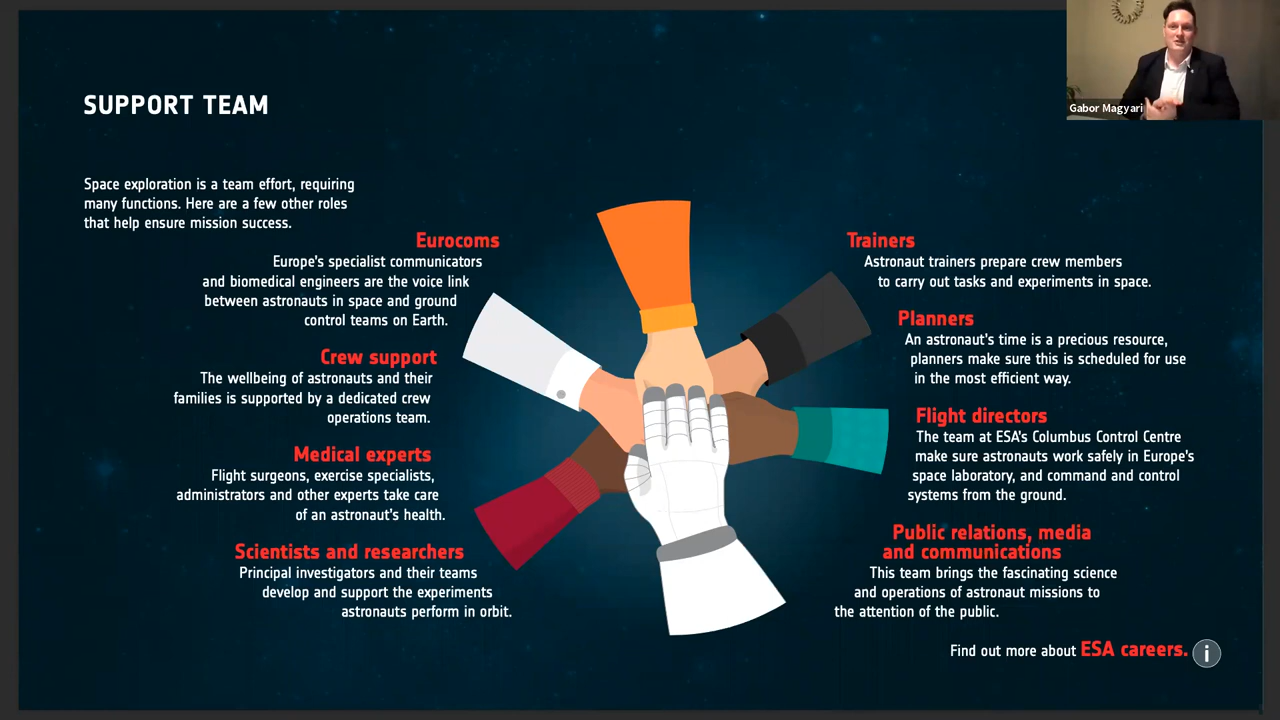 Gabor Magyari
SUPPORT TEAM
Space exploration is a team effort, requiring
many functions. Here are a few other roles
that help ensure mission success.
Eurocoms
Europe's specialist communicators
and biomedical engineers are the voice link
between astronauts in space and ground
control teams on Earth.
Crew support
The wellbeing of astronauts and their
families is supported by a dedicated crew
operations team.
Medical experts
Flight surgeons, exercise specialists,
administrators and other experts take care
of an astronaut's health.
Scientists and researchers
Principal investigators and their teams
develop and support the experiments
astronauts perform in orbit.
Trainers
Astronaut trainers prepare crew members
to carry out tasks and experiments in space.
Planners
An astronaut's time is a precious resource,
planners make sure this is scheduled for use
in the most efficient way.
Flight directors
The team at ESA's Columbus Control Centre
make sure astronauts work safely in Europe's
space laboratory, and command and control
systems from the ground.
Public relations, media
and communications
This team brings the fascinating science
and operations of astronaut missions to
the attention of the public.
Find out more about ESA careers. i